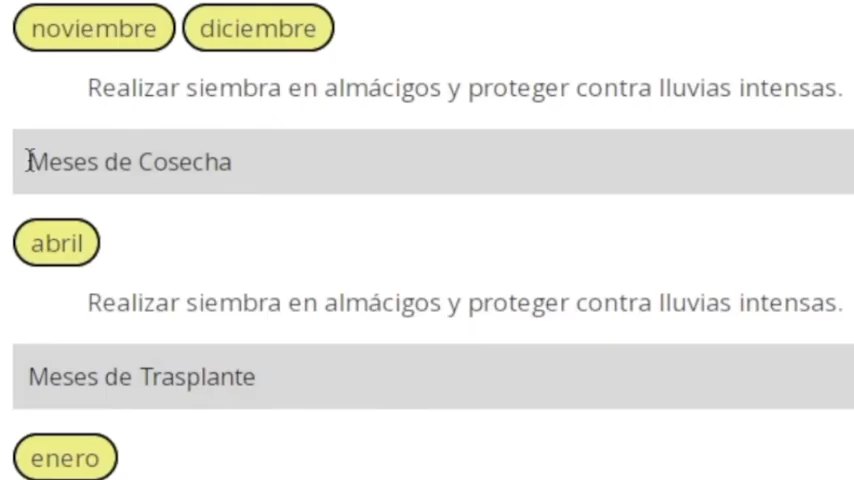 noviembre diciembre
Realizar siembra en almácigos y proteger contra lluvias intensas.
Meses de Cosecha
abril
Realizar siembra en almácigos y proteger contra lluvias intensas.
Meses de Trasplante
enero